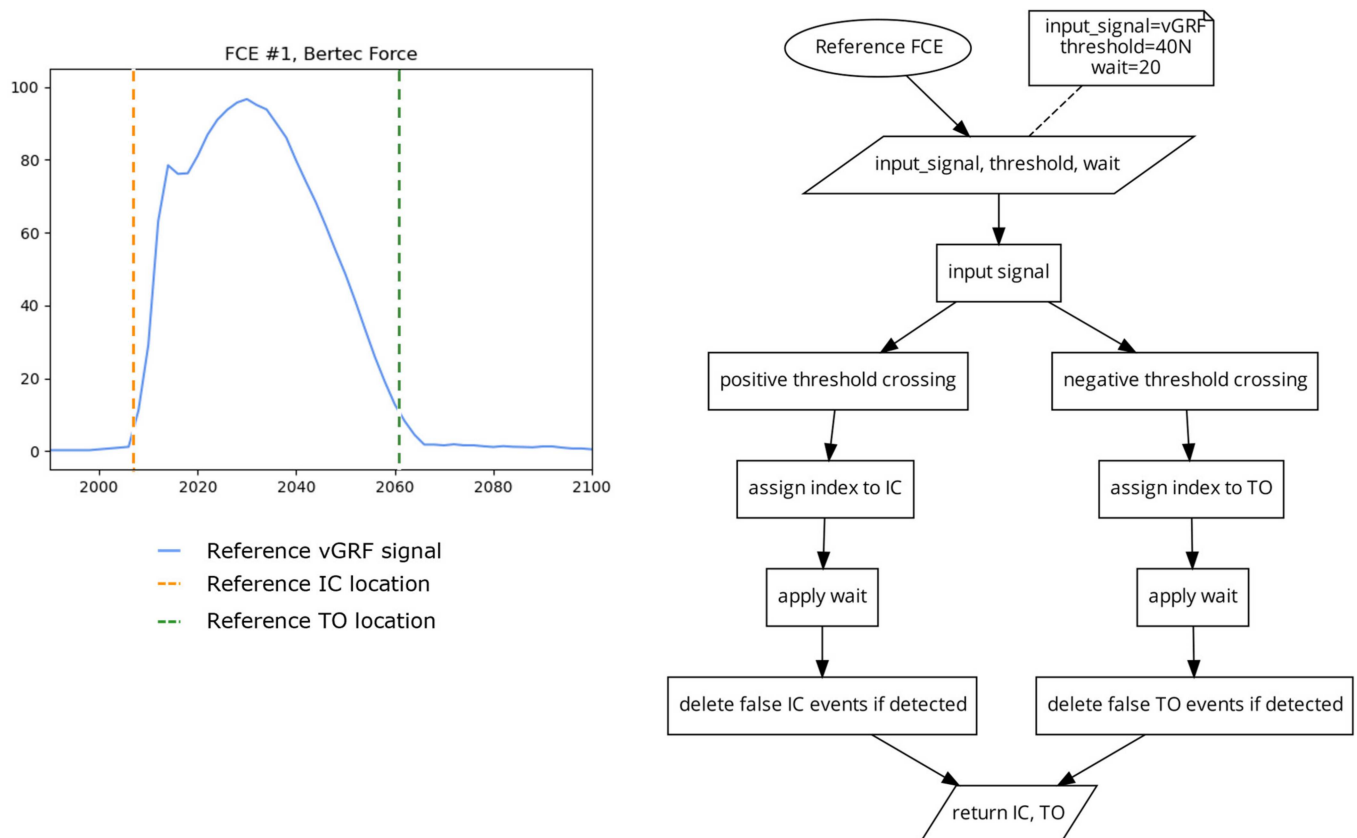 FCE #1, Bertec Force
100
80
60
40
20
0
2000 2020 2040 2060 2080 2100
Reference vGRF signal
Reference IC location
Reference TO location
Reference FCE
input_signal=vGRF
threshold=40N
wait=20
input_signal, threshold, wait
input signal
positive threshold crossing
negative threshold crossing
assign index to IC
assign index to TO
apply wait
apply wait
delete false IC events if detected
delete false TO events if detected
return IC, TO